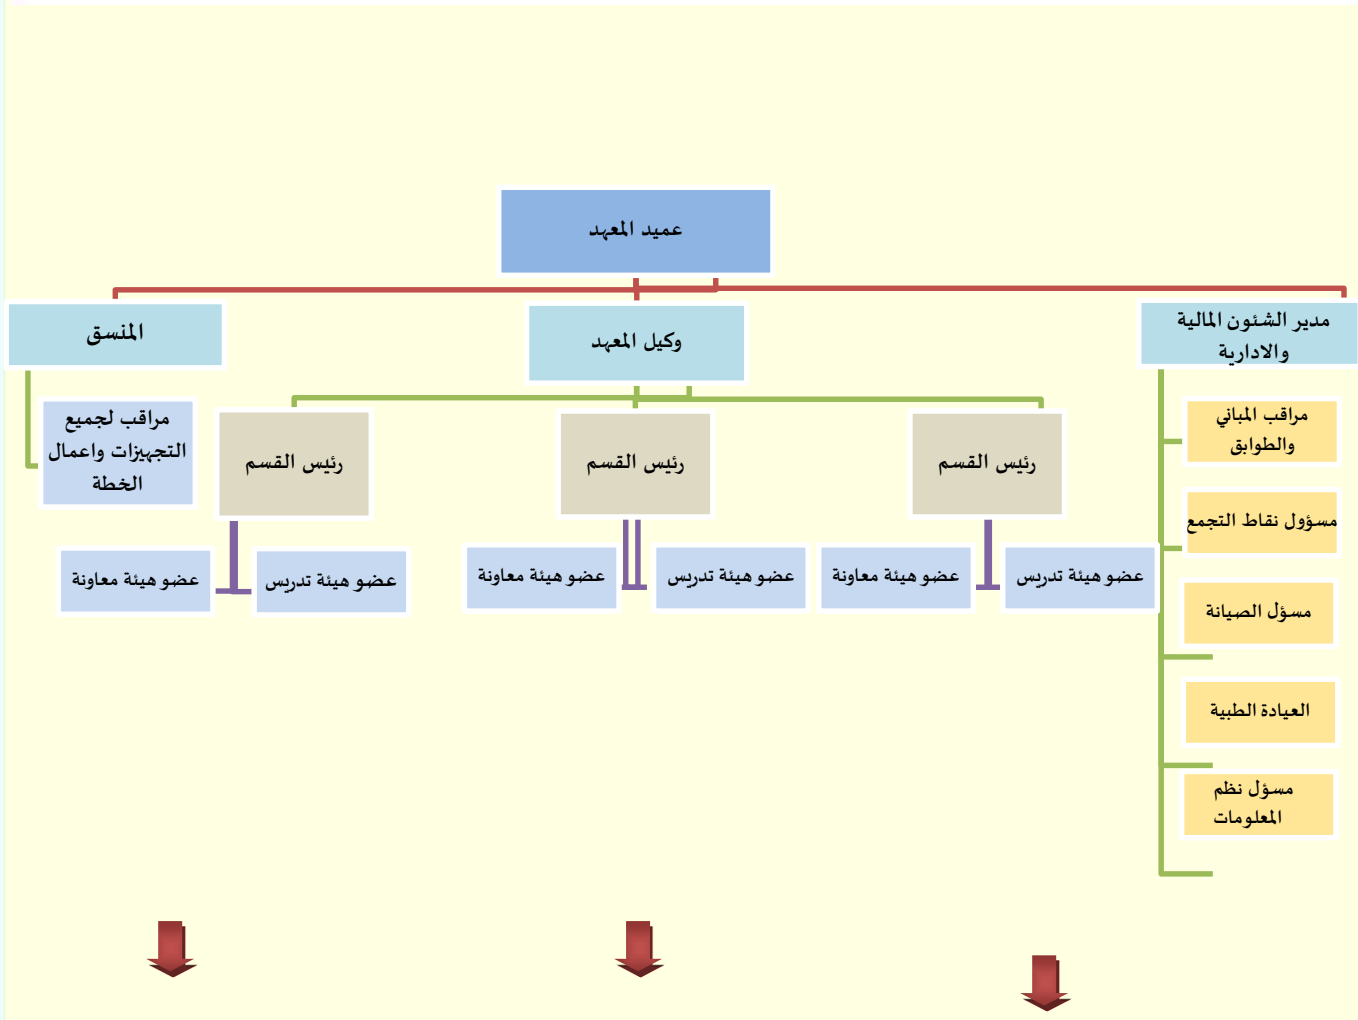 عميد المعهد
مدير الشئون المالية
والادارية
وكيل المعهد
المنسق
مراقب المباني
والطوابق
مسؤول نقاط التجمع
مسؤل الصيانة
العيادة الطبية
مسؤل نظم
المعلومات
رئيس القسم
رئيس القسم
رئيس القسم
مراقب لجميع
التجهيزات واعمال
الخطة
عضو هيئة تدريس
عضو هيئة معاونة
عضو هيئة تدريس
عضو هيئة معاونة
عضو هيئة تدريس
عضو هيئة معاونة